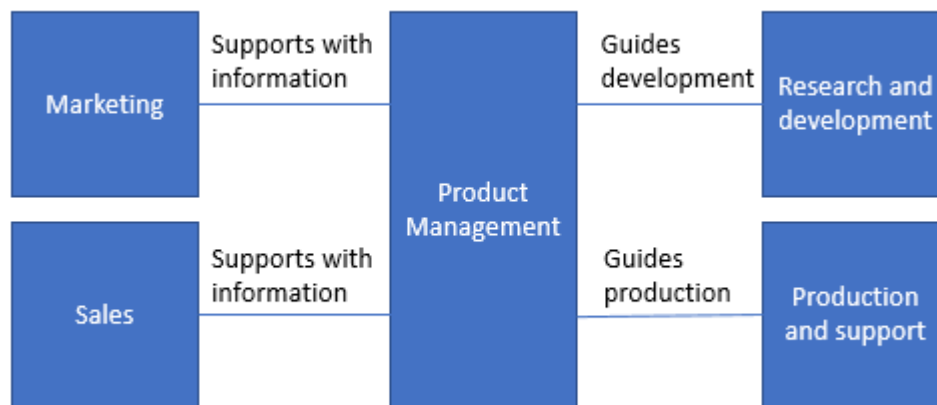 Supports with
information
Guides
development
Marketing
Research and
development
Product
Management
Supports with
information
Guides
production
Sales
Production
and support